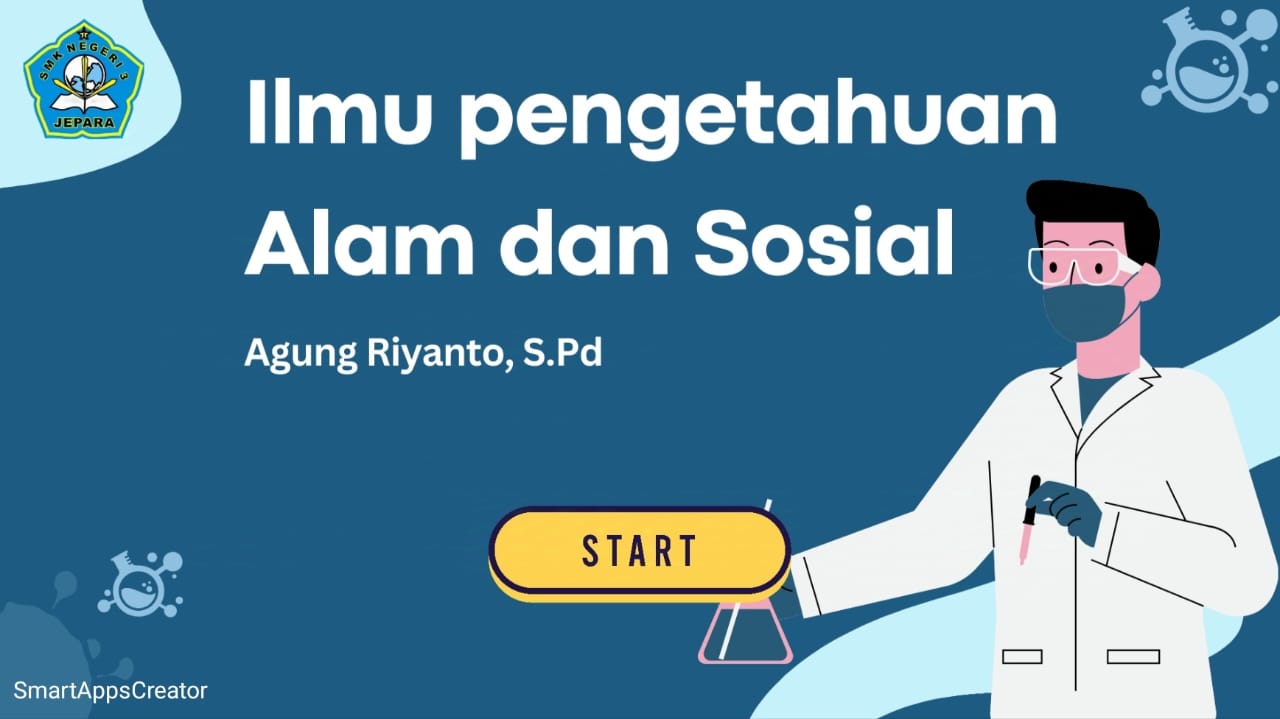 SMK NEGERI 3
JEPARA
Ilmu pengetahuan
Alam dan Sosial
Agung Riyanto, S.Pd
START
SmartAppsCreator